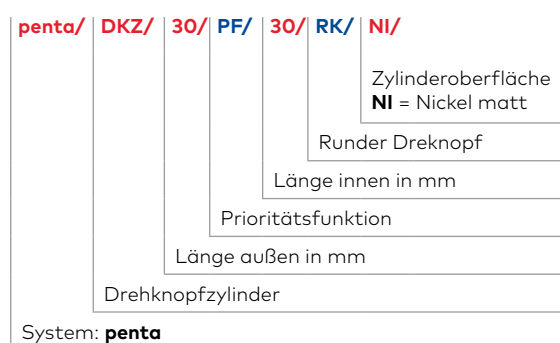 penta/ DKZ/ 30/ PF/ 30/ RK/ NI/
Zylinderoberfläche
NI = Nickel matt
Runder Dreknopf
Länge innen in mm
Prioritätsfunktion
Länge außen in mm
Drehknopfzylinder
System: penta